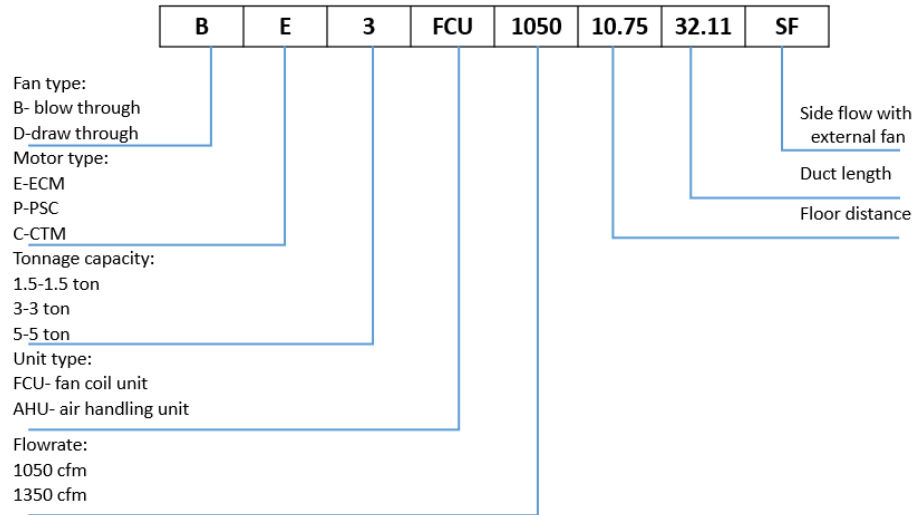 B E 3 FCU 1050 10.75 32.11 SF
Fan type:
B- blow through
D-draw through
Motor type:
E-ECM
P-PSC
C-CTM
Tonnage capacity:
1.5-1.5 ton
3-3 ton
5-5 ton
Unit type:
FCU- fan coil unit
AHU- air handling unit
Flowrate:
1050 cfm
1350 cfm
Side flow with
external fan
Duct length
Floor distance